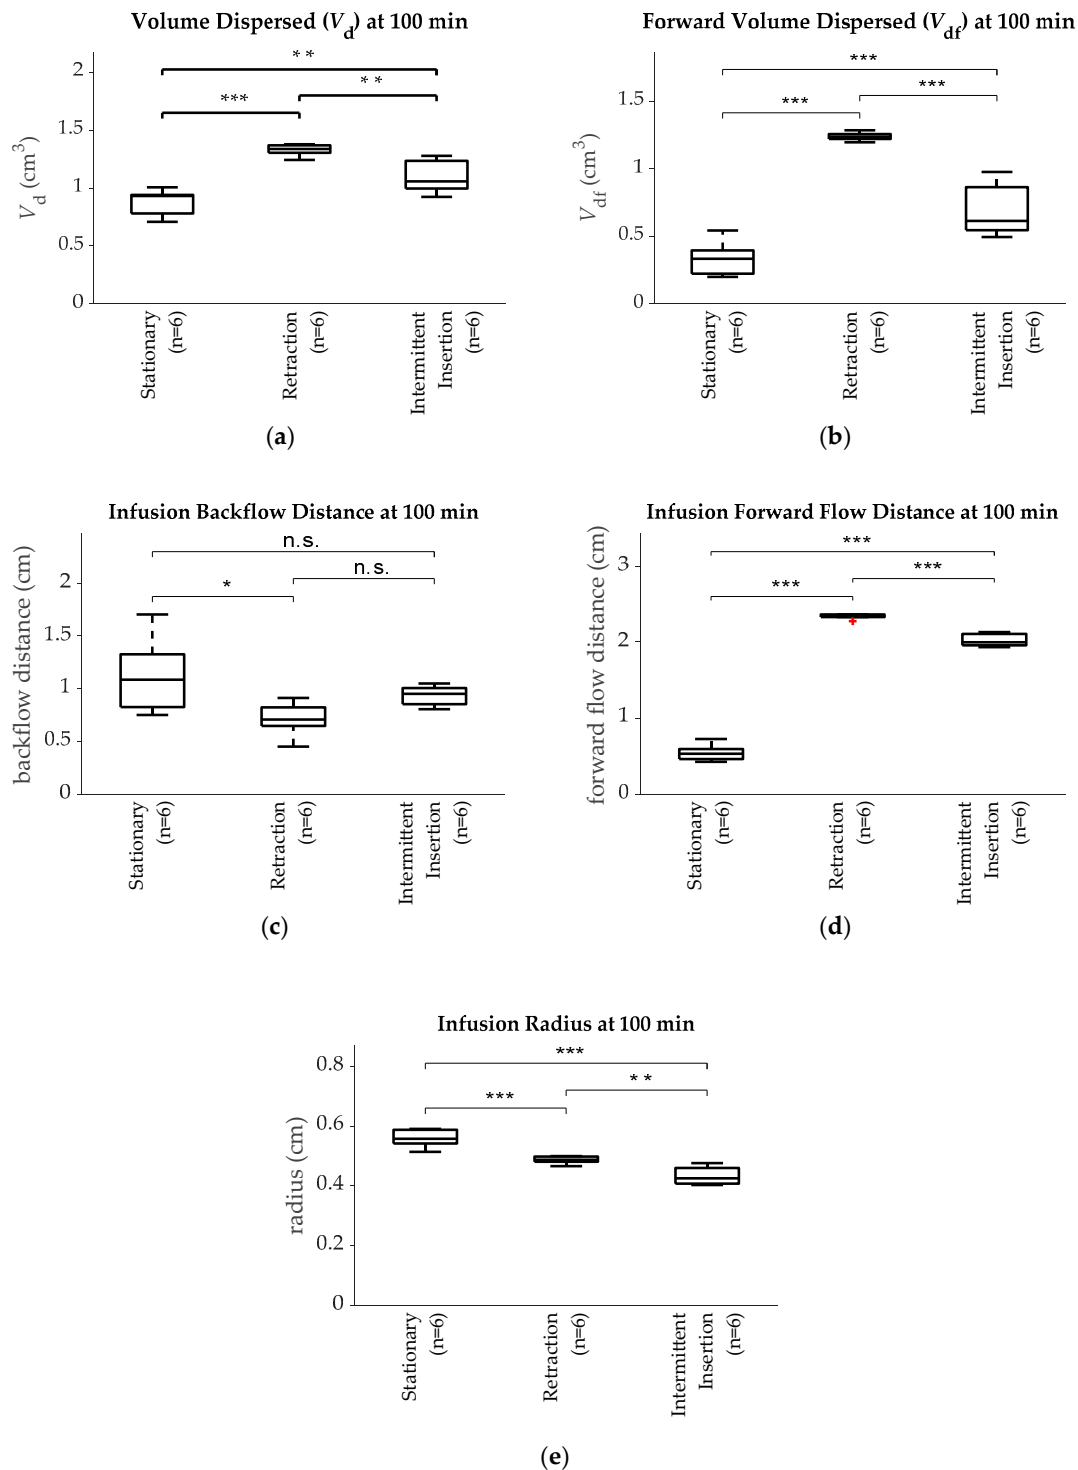 Volume Dispersed (Vd) at 100 min
2
1.5
1
0.5
0
Vd (cm3)
* *
* *
***
Stationary
(n=6)
Retraction
(n=6)
Intermittent
Insertion
(n=6)
(a)
Forward Volume Dispersed (Vdf) at 100 min
1.5
1
0.5
0
Vdf (cm3)
***
***
***
Stationary
(n=6)
Retraction
(n=6)
Intermittent
Insertion
(n=6)
(b)
Infusion Backflow Distance at 100 min
2
1.5
1
0.5
0
backflow distance (cm)
n.s.
n.s.
*
Stationary
(n=6)
Retraction
(n=6)
Intermittent
Insertion
(n=6)
(c)
Infusion Forward Flow Distance at 100 min
3
2
1
0
forward flow distance (cm)
***
***
***
Stationary
(n=6)
Retraction
(n=6)
Intermittent
Insertion
(n=6)
(d)
Infusion Radius at 100 min
0.8
0.6
0.4
0.2
0
radius (cm)
***
* *
***
Stationary
(n=6)
Retraction
(n=6)
Intermittent
Insertion
(n=6)
(e)